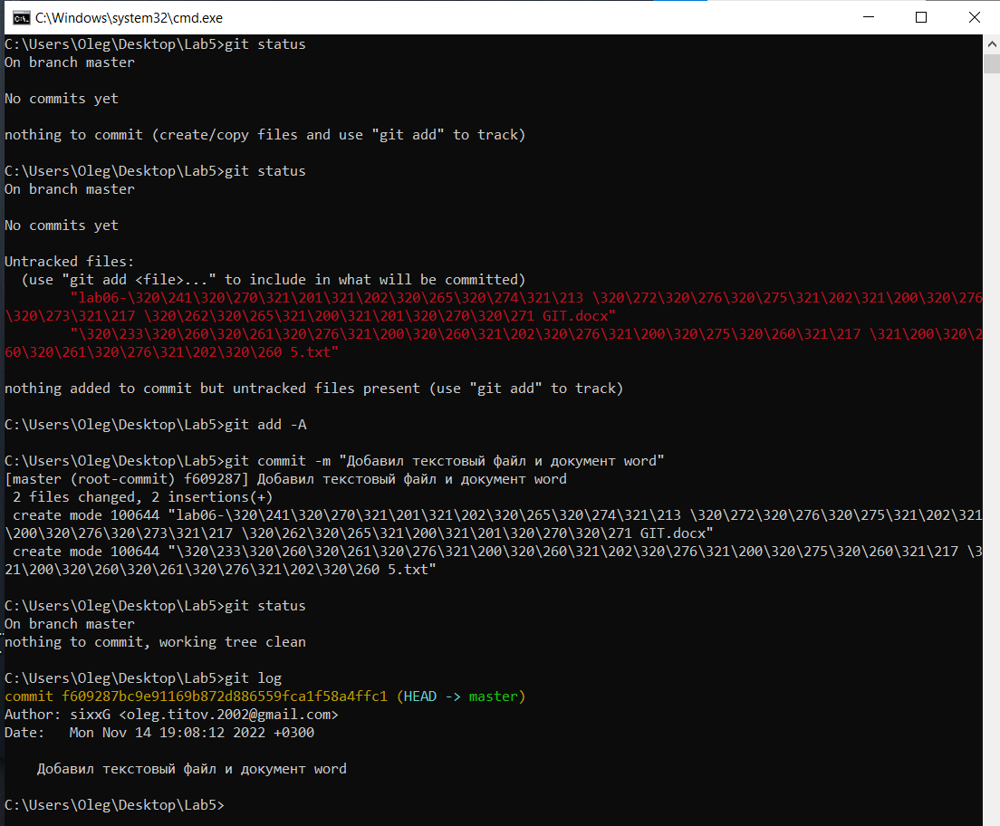 C:\Windows\system32\cmd.exe
C:\Users\Oleg\Desktop\Lab5>git status
On branch master
No commits yet
nothing to commit (create/copy files and use "git add" to track)
C:\Users\Oleg\Desktop\Lab5>git status
On branch master
No commits yet
Untracked files:
  (use "git add <file>..." to include in what will be committed)
        "lab06-\320\241\320\270\321\201\321\202\320\265\320\274\321\213 \320\272\320\276\320\275\321\202\321\200\320\276
\320\273\321\217 \320\262\320\265\321\200\321\201\320\270\320\271 GIT.docx"
        "\320\233\320\260\320\261\320\276\321\200\320\260\321\202\320\276\321\200\320\275\320\260\321\217 \321\200\320\2
60\320\261\320\276\321\202\320\260 5.txt"
nothing added to commit but untracked files present (use "git add" to track)
C:\Users\Oleg\Desktop\Lab5>git add -A
C:\Users\Oleg\Desktop\Lab5>git commit -m "Добавил текстовый файл и документ word"
[master (root-commit) f609287] Добавил текстовый файл и документ word
 2 files changed, 2 insertions(+)
 create mode 100644 "lab06-\320\241\320\270\321\201\321\202\320\265\320\274\321\213 \320\272\320\276\320\275\321\202\321
\200\320\276\320\273\321\217 \320\262\320\265\321\200\321\201\320\270\320\271 GIT.docx"
 create mode 100644 "\320\233\320\260\320\261\320\276\321\200\320\260\321\202\320\276\321\200\320\275\320\260\321\217 \3
21\200\320\260\320\261\320\276\321\202\320\260 5.txt"
C:\Users\Oleg\Desktop\Lab5>git status
On branch master
nothing to commit, working tree clean
C:\Users\Oleg\Desktop\Lab5>git log
commit f609287bc9e91169b872d886559fca1f58a4ffc1 (HEAD -> master)
Author: sixxG <oleg.titov.2002@gmail.com>
Date:   Mon Nov 14 19:08:12 2022 +0300
    Добавил текстовый файл и документ word
C:\Users\Oleg\Desktop\Lab5>